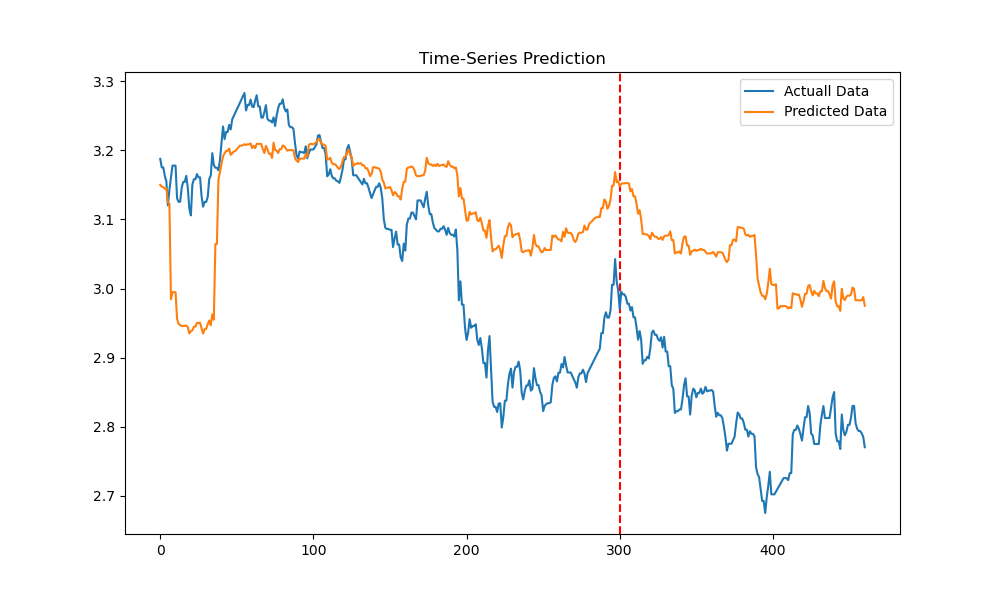 Time-Series Prediction
Actuall Data
Predicted Data
3.3
3.2
3.1
3.0
2.9
2.8
2.7
0 100 200 300 400